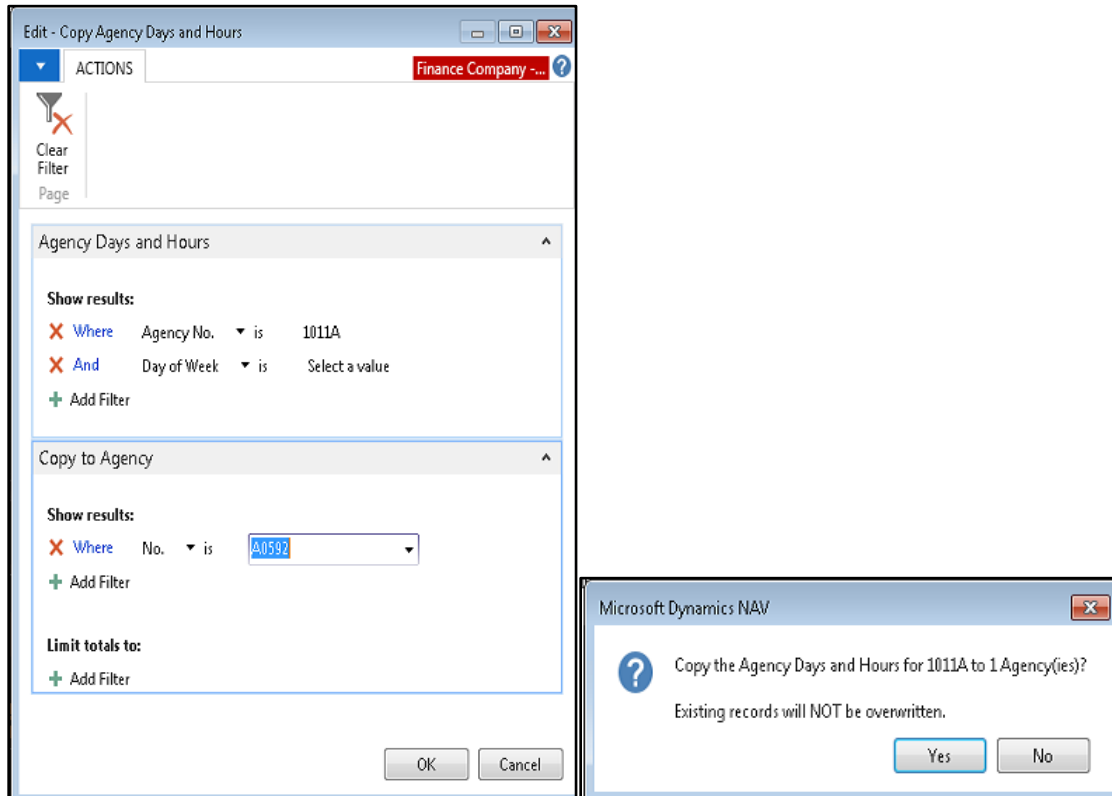 Edit - Copy Agency Days and Hours
ACTIONS
Finance Company -...
Clear
Filter
Page
Agency Days and Hours
Show results:
Where Agency No. is 1011A
And Day of Week is Select a value
Add Filter
Copy to Agency
Show results:
Where No. is A0592
Add Filter
Limit totals to:
Add Filter
OK Cancel
Microsoft Dynamics NAV
Copy the Agency Days and Hours for 1011A to 1 Agency(ies)?
Existing records will NOT be overwritten.
Yes No